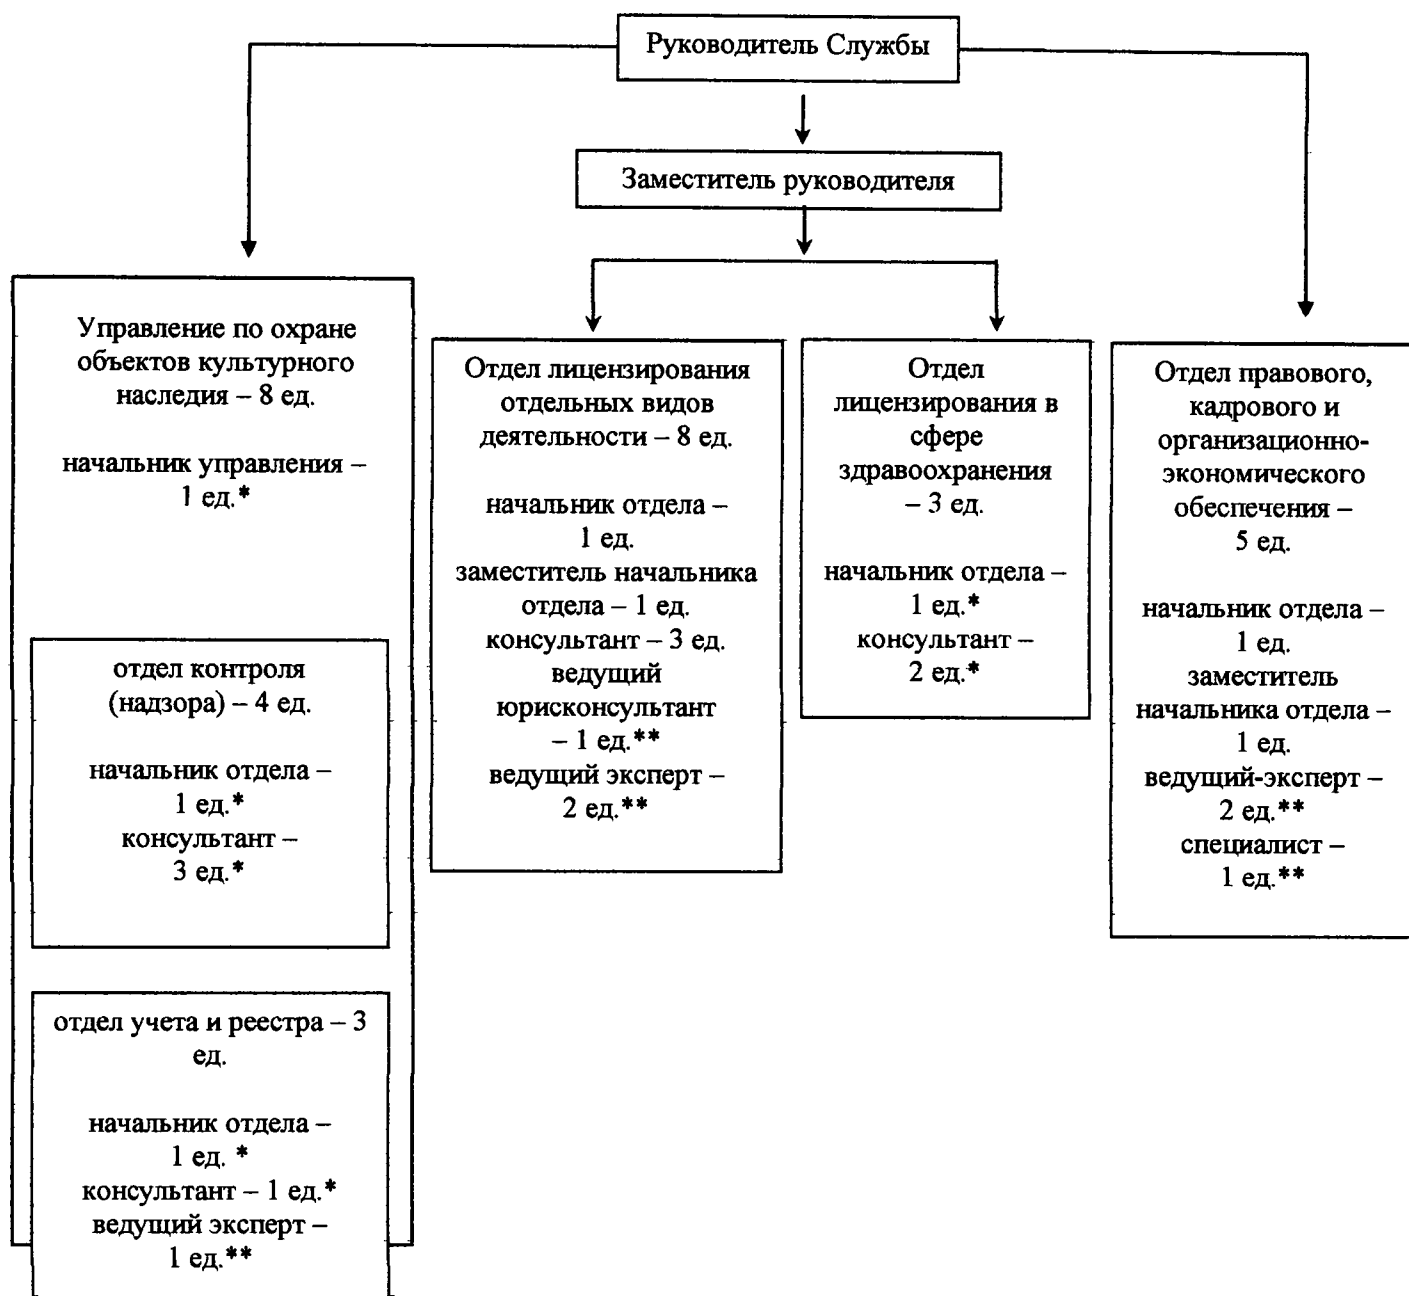 Руководитель Службы
Заместитель руководителя
Управление по охране
объектов культурного
наследия – 8 ед.
начальник управления –
1 ед.*
отдел контроля
(надзора) – 4 ед.
начальник отдела –
1 ед.*
консультант –
3 ед.*
отдел учета и реестра – 3
ед.
начальник отдела –
1 ед. *
консультант – 1 ед.*
ведущий эксперт –
1 ед.**
Отдел лицензирования
отдельных видов
деятельности – 8 ед.
начальник отдела –
1 ед.
заместитель начальника
отдела – 1 ед.
консультант – 3 ед.
ведущий
юрисконсультант
– 1 ед.**
ведущий эксперт –
2 ед.**
Отдел
лицензирования в
сфере
здравоохранения
– 3 ед.
начальник отдела –
1 ед.*
консультант –
2 ед.*
Отдел правового,
кадрового и
организационно-
экономического
обеспечения –
5 ед.
начальник отдела –
1 ед.
заместитель
начальника отдела –
1 ед.
ведущий-эксперт –
2 ед.**
специалист –
1 ед.**